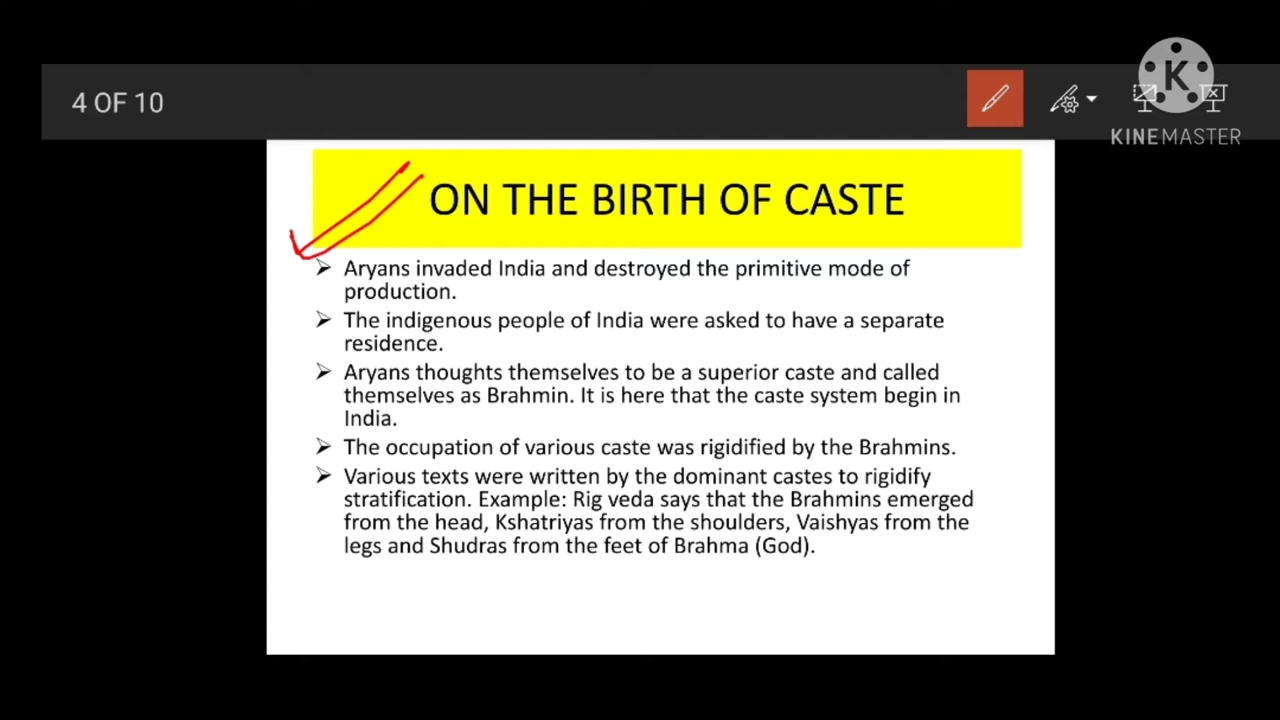 4 OF 10
K
KINEMASTER
ON THE BIRTH OF CASTE
➤ Aryans invaded India and destroyed the primitive mode of
production.
➤ The indigenous people of India were asked to have a separate
residence.
➤ Aryans thoughts themselves to be a superior caste and called
themselves as Brahmin. It is here that the caste system begin in
India.
➤ The occupation of various caste was rigidified by the Brahmins.
➤ Various texts were written by the dominant castes to rigidify
stratification. Example: Rig veda says that the Brahmins emerged
from the head, Kshatriyas from the shoulders, Vaishyas from the
legs and Shudras from the feet of Brahma (God).